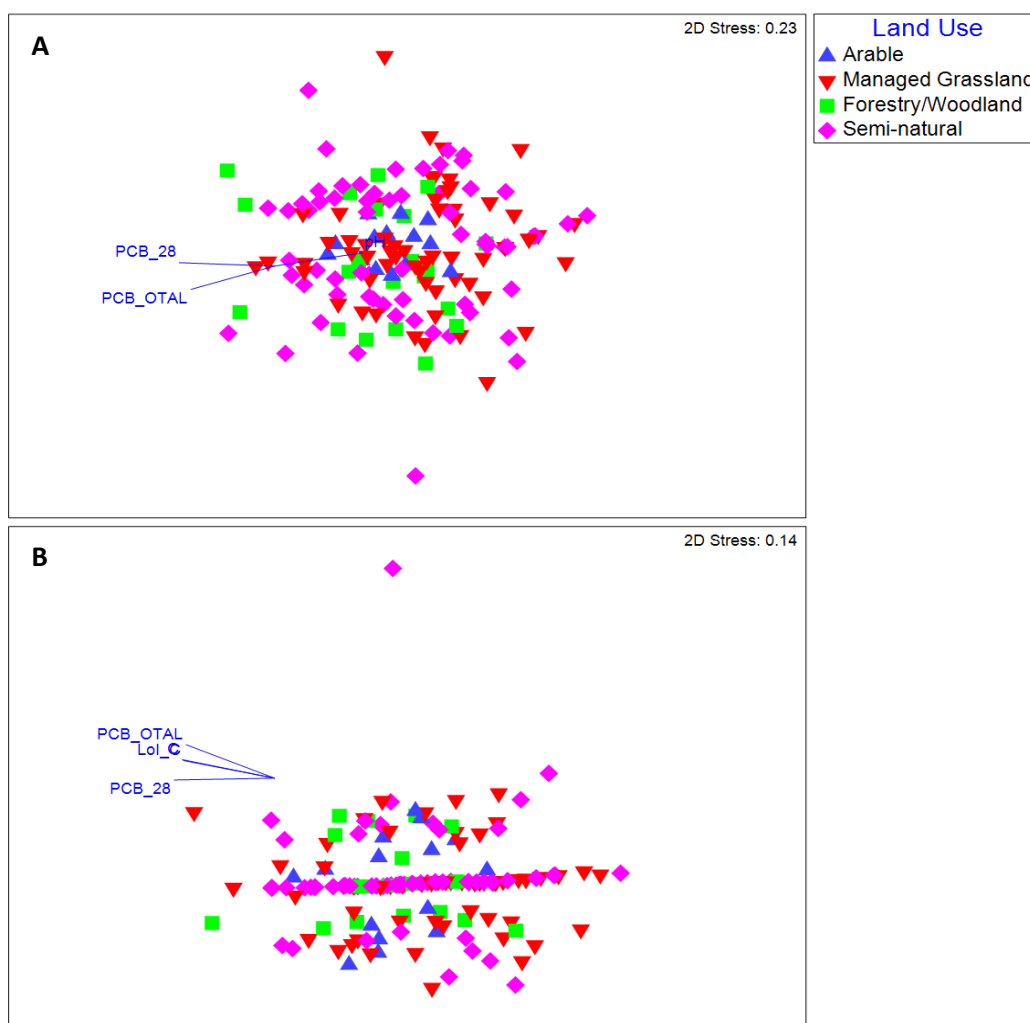 A
2D Stress: 0.23
Land Use
Arable
Managed Grassland
Forestry/Woodland
Semi-natural
PCB_28
PCB_OTAL
B
2D Stress: 0.14
PCB_OTAL
LoI_C
PCB_28